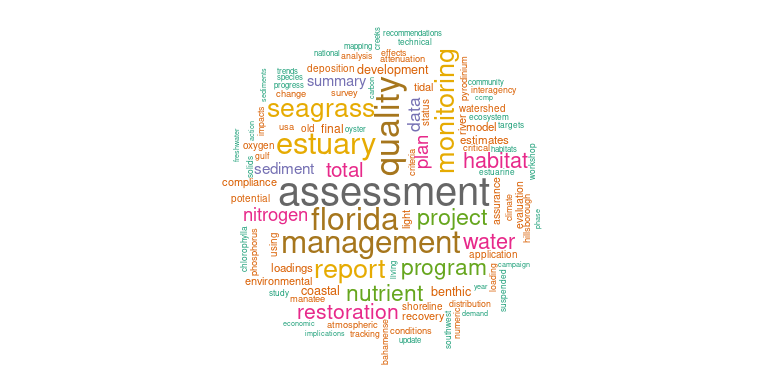 recommendations
creeks
technical
mapping
national
analysis
effects
attenuation
trends
deposition
development
species
progress
summary
sediments
change
survey
carbon
tidal
pyrodinium
community
interagency
ccmp
seagrass
quality
data
status
monitoring
watershed
ecosystem
impacts
action
usa
old
final
oyster
river
model
targets
estuary
plan
estimates
freshwater
oxygen
gulf
solids
critical
habitats
workshop
sediment
total
criteria
habitat
estuarine
compliance
potential
assessment
assurance
climate
evaluation
hillsborough
phase
nitrogen
florida
light
project
chlorophyll
phosphorus
using
management
water
application
loadings
report
living
program
loading
campaign
suspended
environmental
study
manatee
coastal
nutrient
benthic
year
restoration
shoreline
recovery
distribution
demand
numeric
southwest
economic
implications
atmospheric
tracking
bahamense
conditions
update